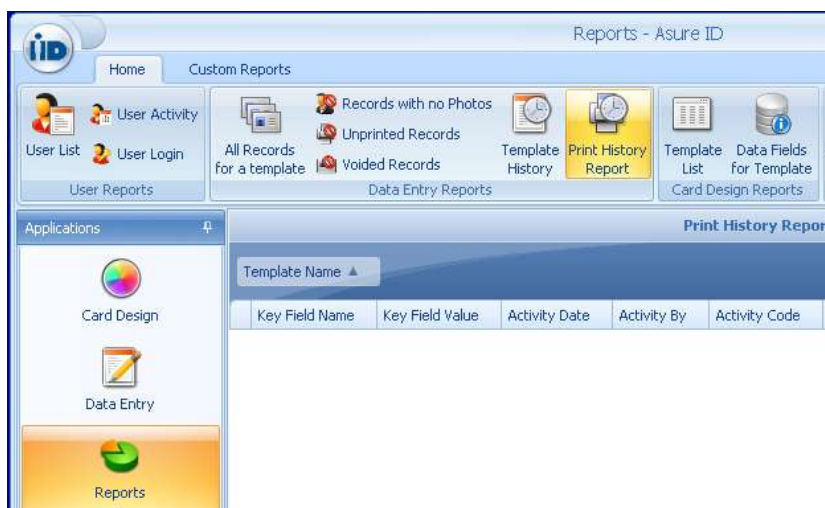 Reports - Asure ID
iID
Home Custom Reports
User List
User Activity
User Login
User Reports
All Records
for a template
Records with no Photos
Unprinted Records
Voided Records
Template
History
Print History
Report
Data Entry Reports
Template
List
Data Fields
for Template
Card Design Reports
Applications
Card Design
Data Entry
Reports
Print History Repor
Template Name
Key Field Name Key Field Value Activity Date Activity By Activity Code